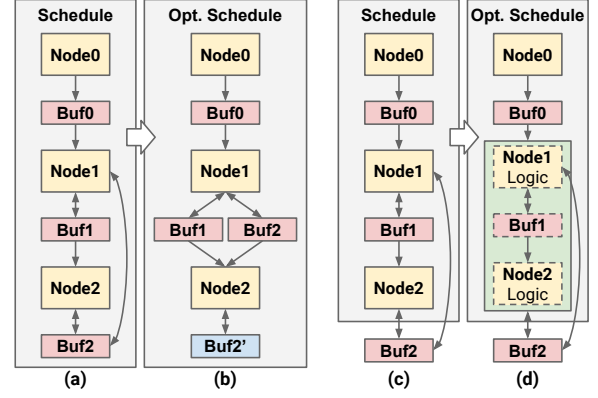 Schedule
Node0
Buf0
Node1
Buf1
Node2
Buf2
(a)
Opt. Schedule
Node0
Buf0
Node1
Buf1
Buf2
Node2
Buf2’
(b)
Schedule
Node0
Buf0
Node1
Buf1
Node2
Buf2
(c)
Opt. Schedule
Node0
Buf0
Node1
Logic
Buf1
Node2
Logic
Buf2
(d)